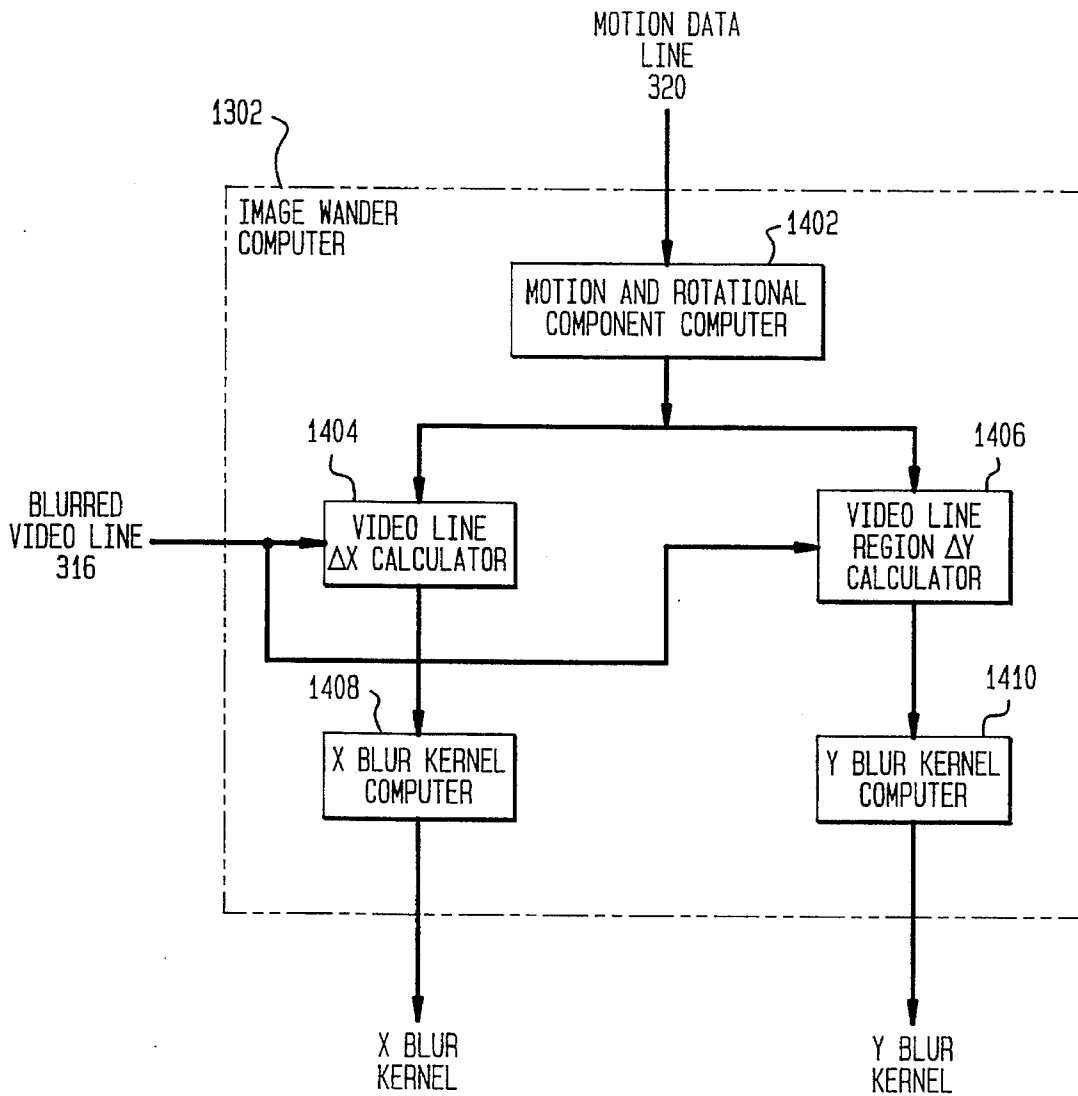 MOTION DATA
LINE
320
1302
IMAGE WANDER
COMPUTER
1402
MOTION AND ROTATIONAL
COMPONENT COMPUTER
1404
1406
BLURRED
VIDEO LINE
316
VIDEO LINE
ΔX CALCULATOR
VIDEO LINE
REGION ΔY
CALCULATOR
1408
1410
X BLUR KERNEL
COMPUTER
Y BLUR KERNEL
COMPUTER
X BLUR
KERNEL
Y BLUR
KERNEL